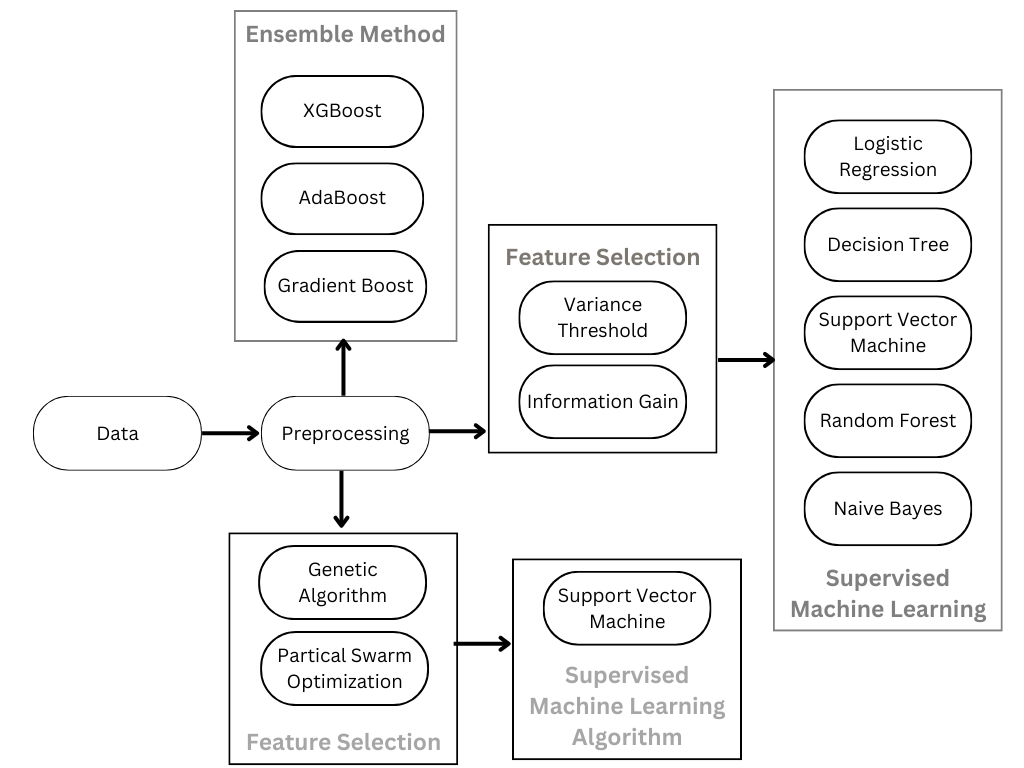 Ensemble Method
XGBoost
AdaBoost
Gradient Boost
Data
Preprocessing
Feature Selection
Variance
Threshold
Information Gain
Logistic
Regression
Decision Tree
Support Vector
Machine
Random Forest
Naive Bayes
Supervised
Machine Learning
Genetic
Algorithm
Partical Swarm
Optimization
Feature Selection
Support Vector
Machine
Supervised
Machine Learning
Algorithm